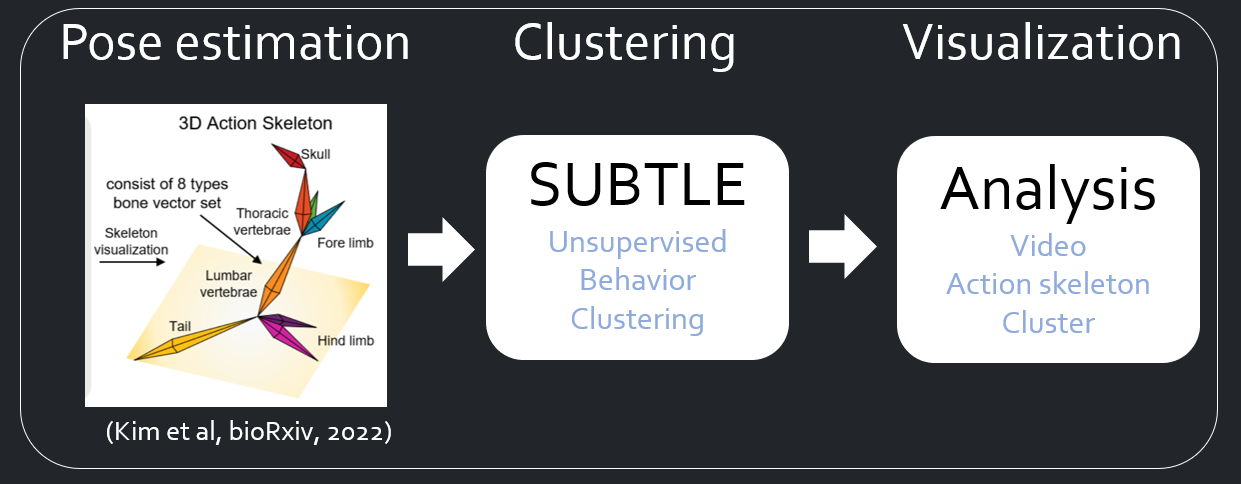 Pose estimation
Clustering
Visualization
3D Action Skeleton
Skull
consist of 8 types
bone vector set
Thoracic
vertebrae
Skeleton
visualization
Fore limb
Lumbar
vertebrae
Tail
Hind limb
(Kim et al, bioRxiv, 2022)
SUBTLE
Unsupervised
Behavior
Clustering
Analysis
Video
Action skeleton
Cluster